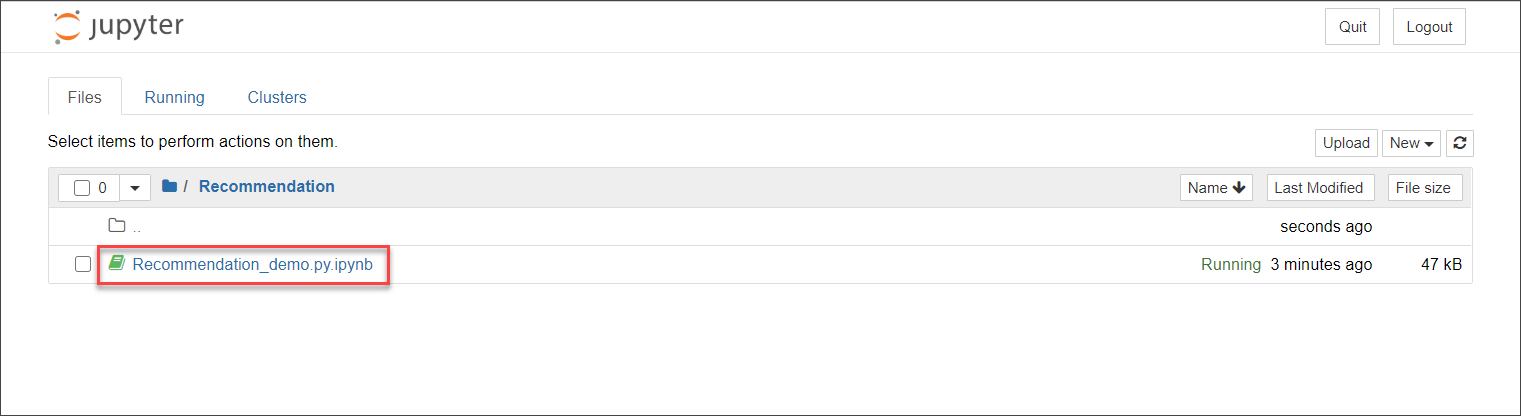 jupyter
Quit
Logout
Files
Running
Clusters
Select items to perform actions on them.
Upload
New
0
/
Recommendation
Name
Last Modified
File size
..
seconds ago
Recommendation_demo.py.ipynb
Running
3 minutes ago
47 kB